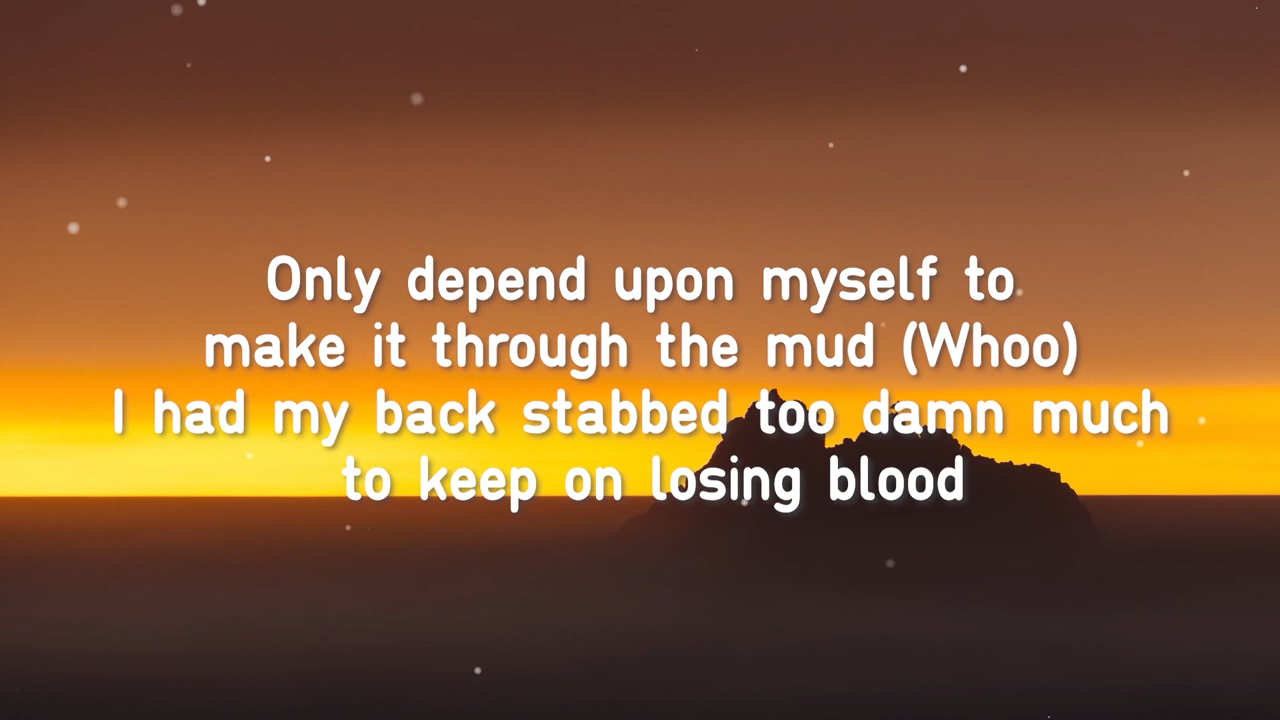 Only depend upon myself to
make it through the mud (Whoo)
I had my back stabbed too damn much
to keep on losing blood